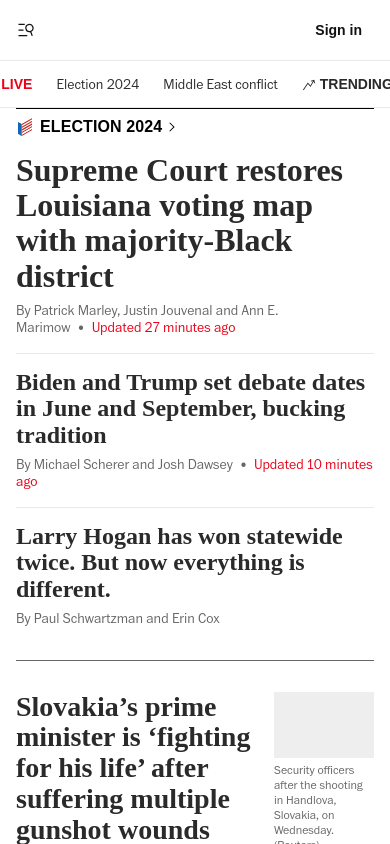 Sign in
LIVE Election 2024 Middle East conflict TRENDING
ELECTION 2024
Supreme Court restores
Louisiana voting map
with majority-Black
district
By Patrick Marley, Justin Jouvenal and Ann E.
Marimow • Updated 27 minutes ago
Biden and Trump set debate dates
in June and September, bucking
tradition
By Michael Scherer and Josh Dawsey • Updated 10 minutes
ago
Larry Hogan has won statewide
twice. But now everything is
different.
By Paul Schwartzman and Erin Cox
Slovakia’s prime
minister is ‘fighting
for his life’ after
suffering multiple
gunshot wounds
Security officers
after the shooting
in Handlova,
Slovakia, on
Wednesday.
(Reuters)